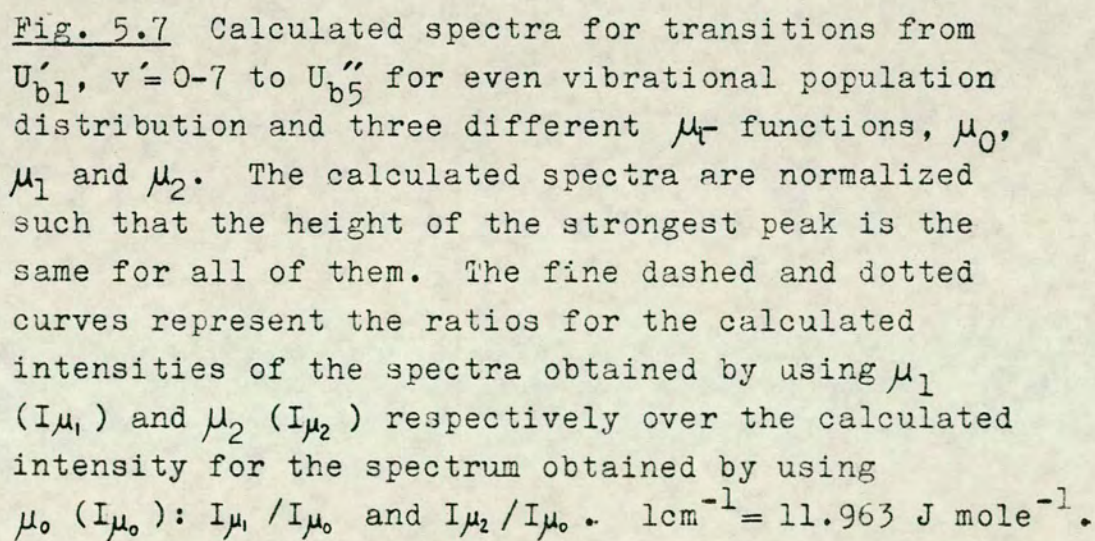 Fig. 5.7 Calculated spectra for transitions from
U′b1, v′= 0-7 to U″b5 for even vibrational population
distribution and three different μt- functions, μ0,
μ1 and μ2. The calculated spectra are normalized
such that the height of the strongest peak is the
same for all of them. The fine dashed and dotted
curves represent the ratios for the calculated
intensities of the spectra obtained by using μ1
(Iμ1) and μ2 (Iμ2) respectively over the calculated
intensity for the spectrum obtained by using
μo (Iμo): Iμ1/Iμo and Iμ2/Iμo. 1cm-1= 11.963 J mole-1.